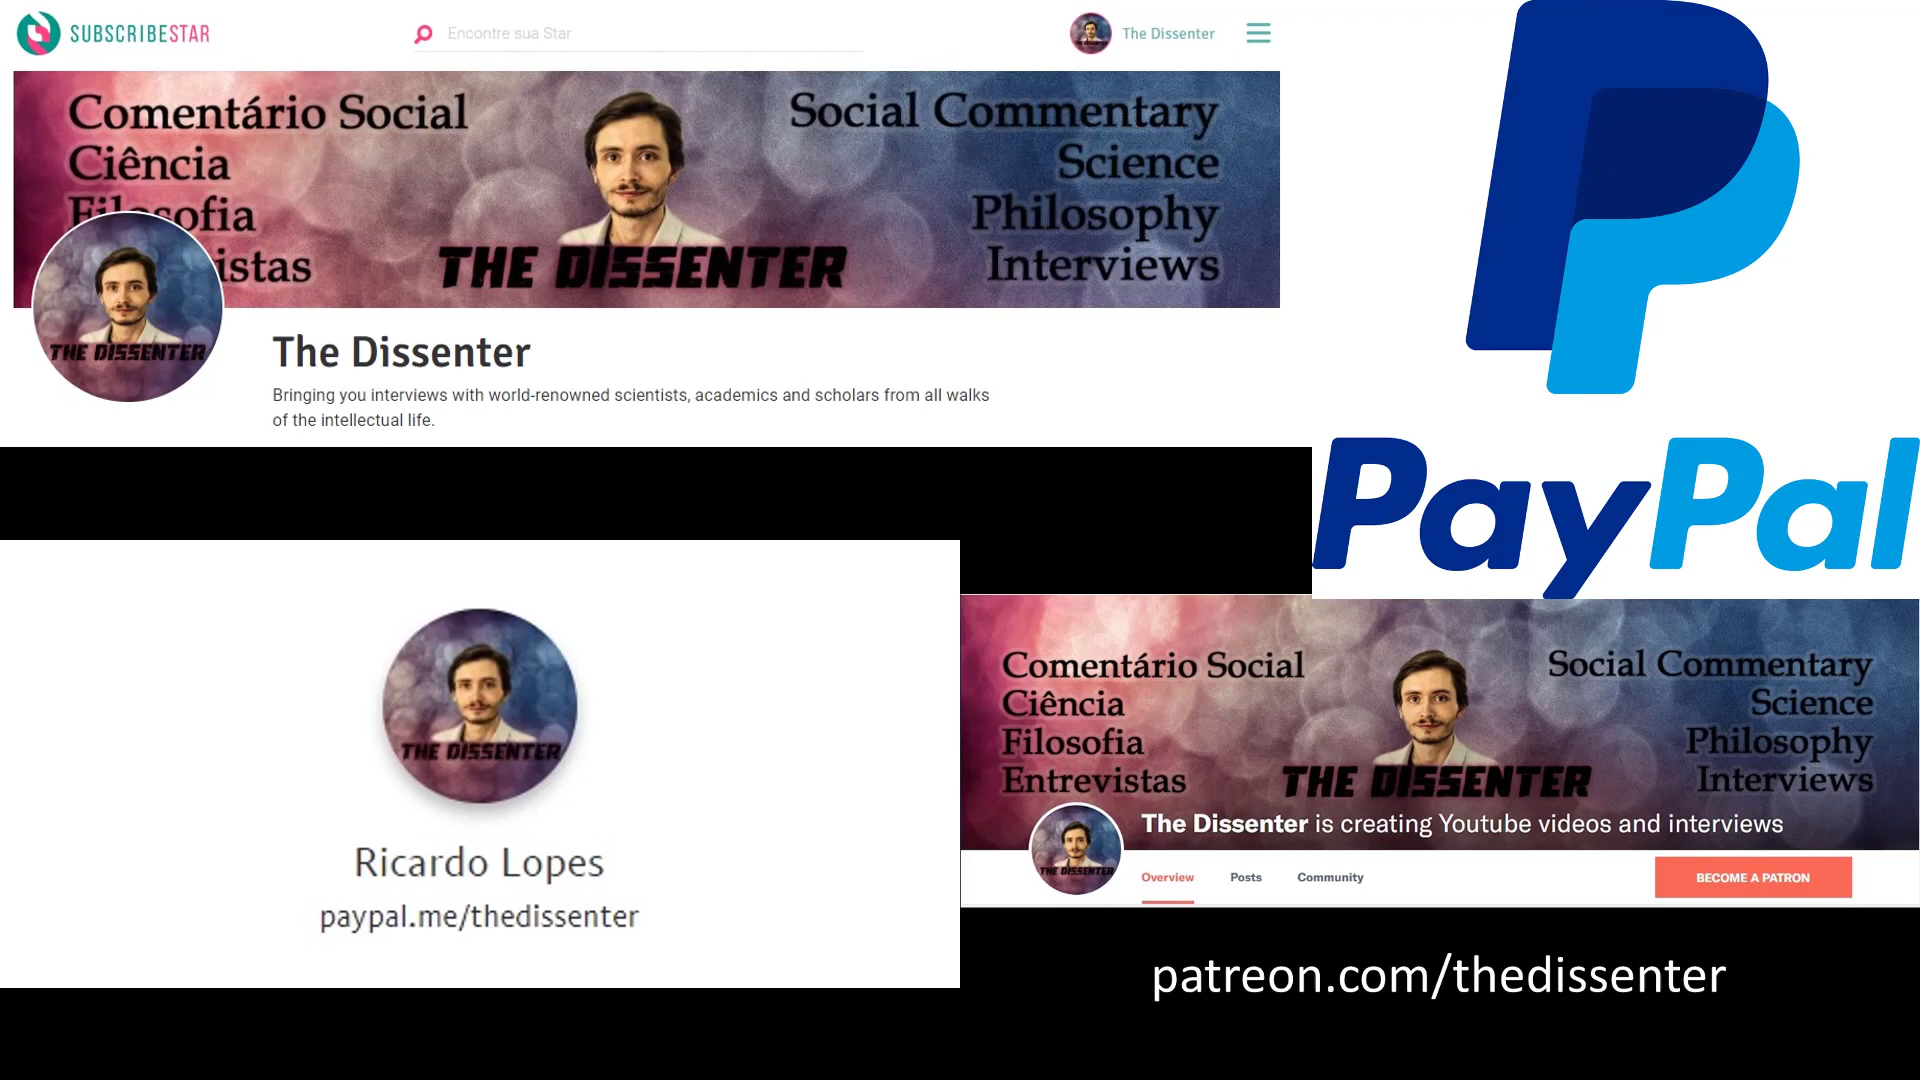 SUBSCRIBESTAR
Encontre sua Star
The Dissenter
Comentário Social
Ciência
Filosofia
istas
Social Commentary
Science
Philosophy
Interviews
THE DISSENTER
THE DISSENTER
The Dissenter
Bringing you interviews with world-renowned scientists, academics and scholars from all walks
of the intellectual life.
PayPal
THE DISSENTER
Ricardo Lopes
paypal.me/thedissenter
Comentário Social
Ciência
Filosofia
Entrevistas
Social Commentary
Science
Philosophy
Interviews
THE DISSENTER
The Dissenter is creating Youtube videos and interviews
THE DISSENTER
Overview Posts Community
BECOME A PATRON
patreon.com/thedissenter